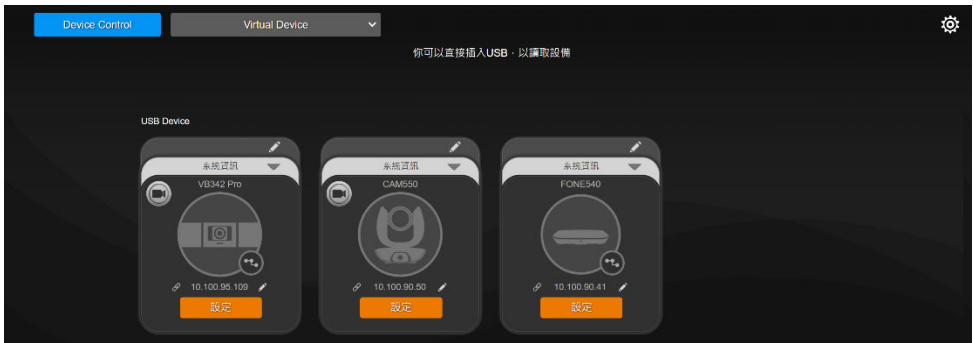 Device Control
Virtual Device
你可以直接插入USB，以讀取設備
USB Device
系統資訊
系統資訊
系統資訊
VB342 Pro
CAM550
FONE540
10.100.95.109
10.100.90.50
10.100.90.41
設定
設定
設定